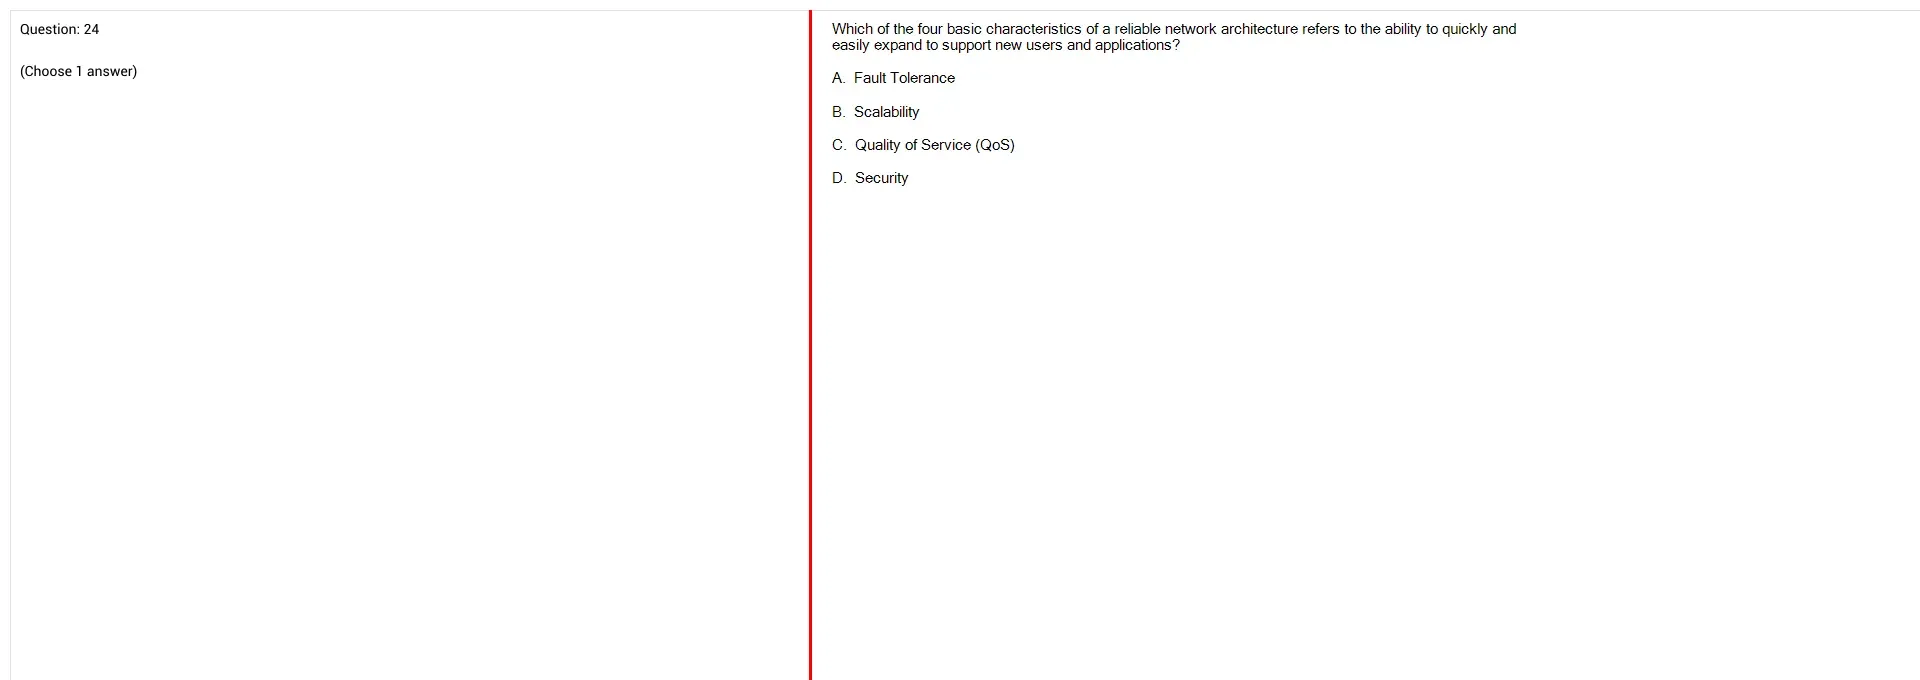 Question: 24
(Choose 1 answer)
Which of the four basic characteristics of a reliable network architecture refers to the ability to quickly and
easily expand to support new users and applications?
A. Fault Tolerance
B. Scalability
C. Quality of Service (QoS)
D. Security